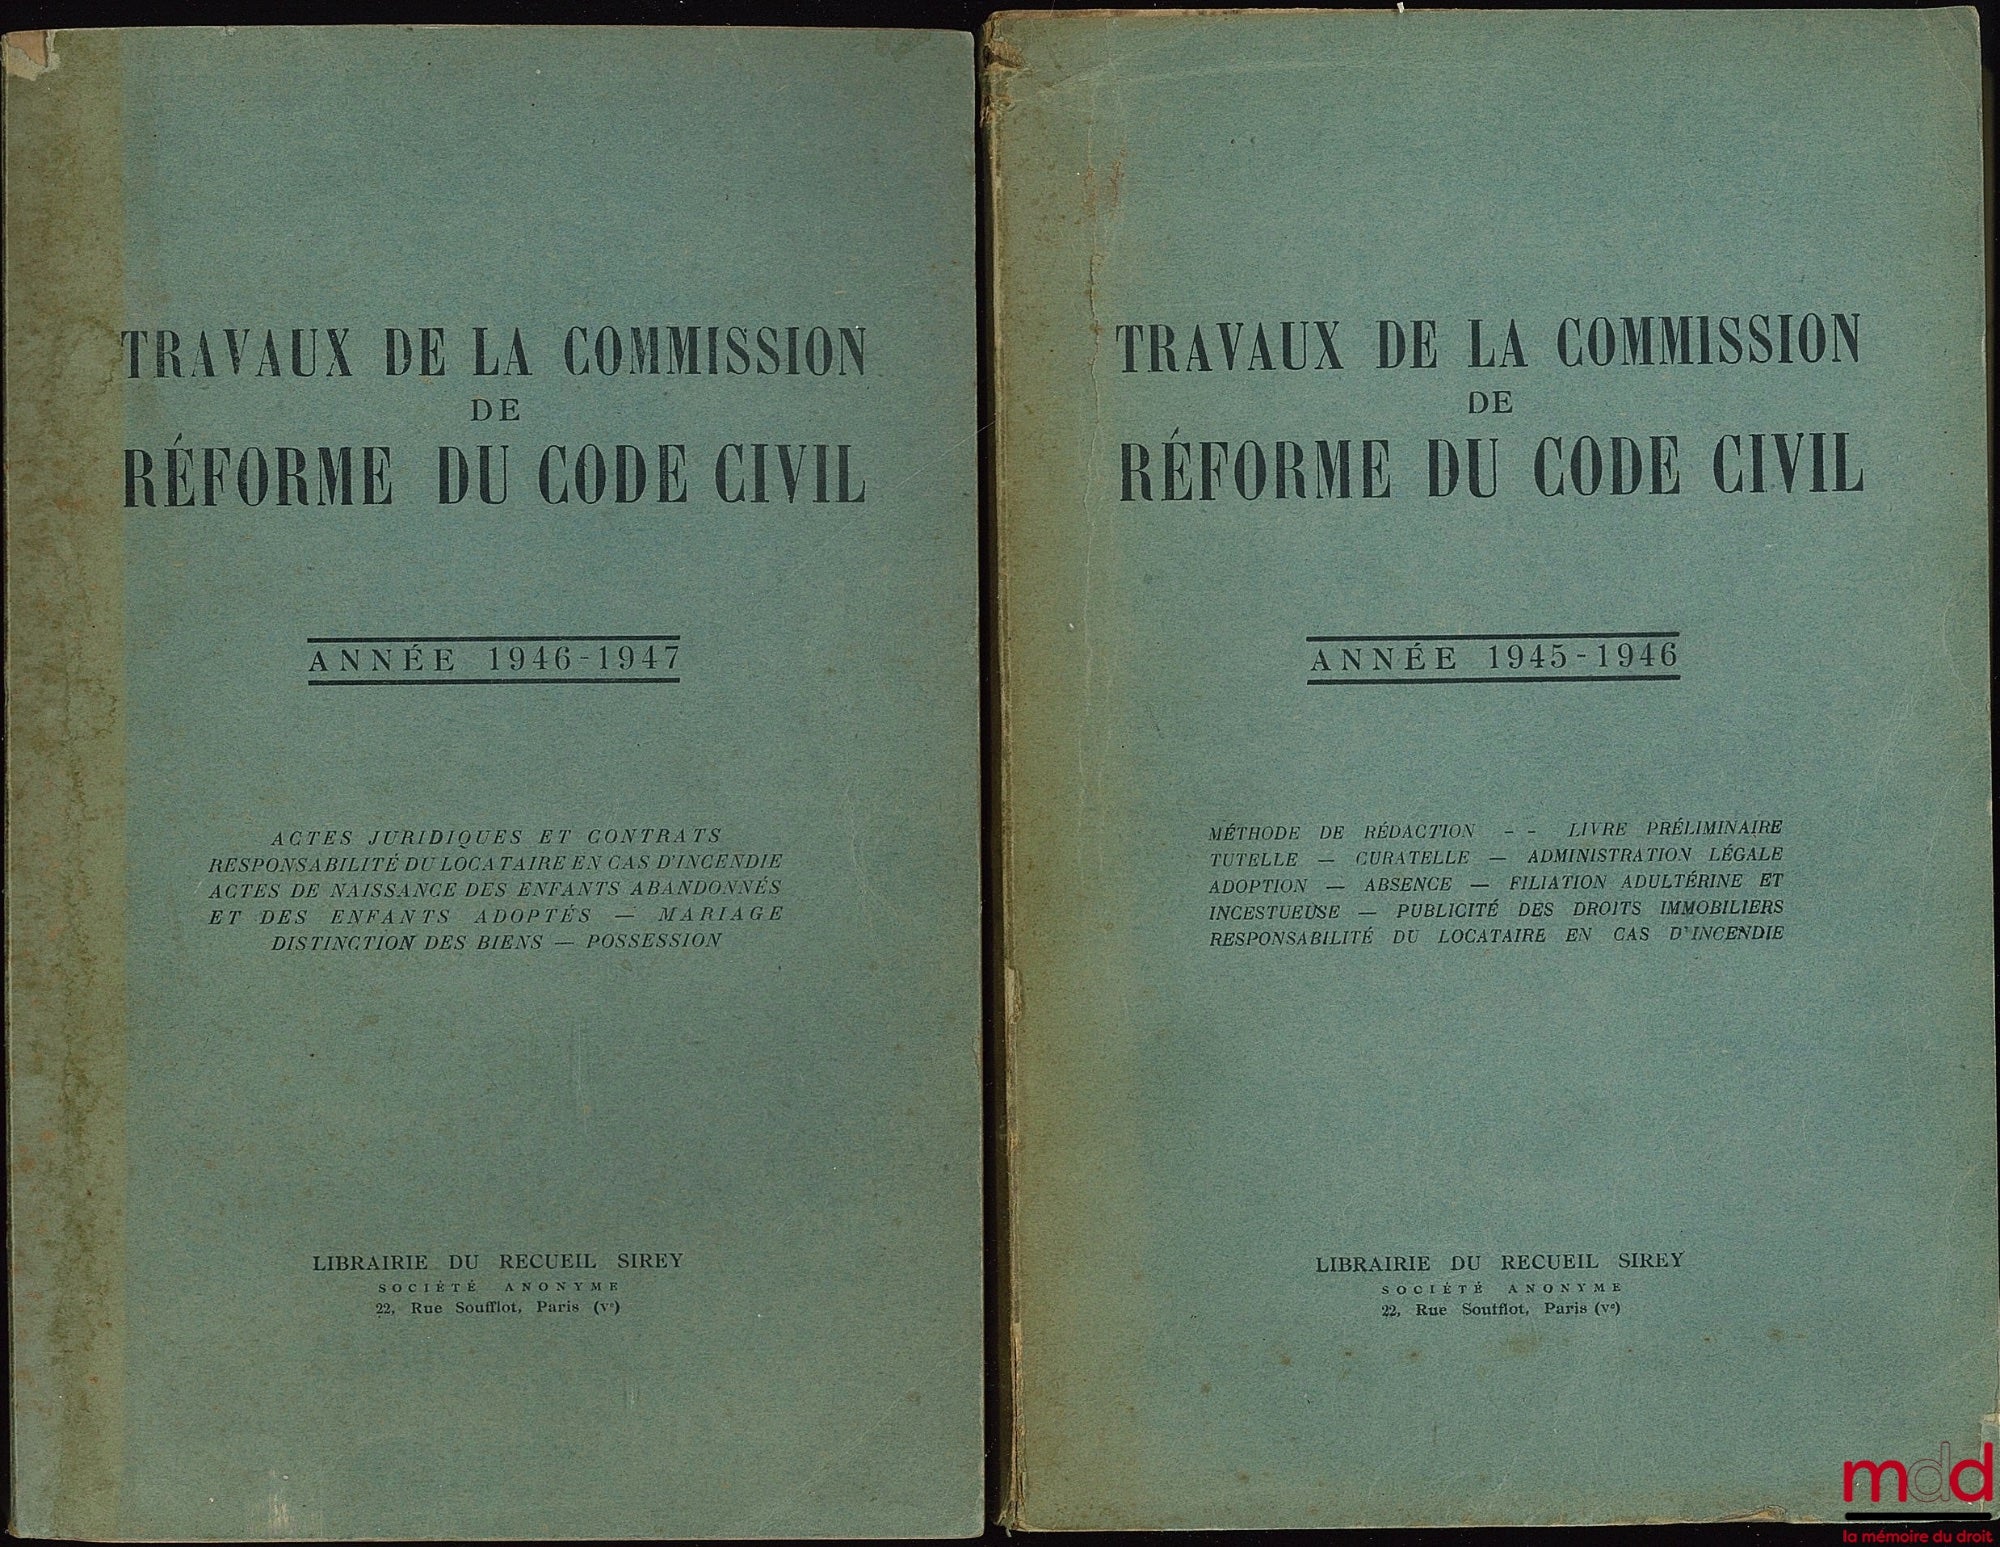 TRAVAUX DE LA COMMISSION
DE
RÉFORME DU CODE CIVIL
ANNÉE 1946-1947
ACTES JURIDIQUES ET CONTRATS
RESPONSABILITÉ DU LOCATAIRE EN CAS D'INCENDIE
ACTES DE NAISSANCE DES ENFANTS ABANDONNÉS
ET DES ENFANTS ADOPTÉS — MARIAGE
DISTINCTION DES BIENS — POSSESSION
LIBRAIRIE DU RECUEIL SIREY
SOCIÉTÉ ANONYME
22, Rue Soufflot, Paris (Vᵉ)
TRAVAUX DE LA COMMISSION
DE
RÉFORME DU CODE CIVIL
ANNÉE 1945-1946
MÉTHODE DE RÉDACTION - - LIVRE PRÉLIMINAIRE
TUTELLE — CURATELLE — ADMINISTRATION LÉGALE
ADOPTION — ABSENCE — FILIATION ADULTÉRINE ET
INCESTUEUSE — PUBLICITÉ DES DROITS IMMOBILIERS
RESPONSABILITÉ DU LOCATAIRE EN CAS D'INCENDIE
LIBRAIRIE DU RECUEIL SIREY
SOCIÉTÉ ANONYME
22, Rue Soufflot, Paris (Vᵉ)
mdd
la mémoire du droit